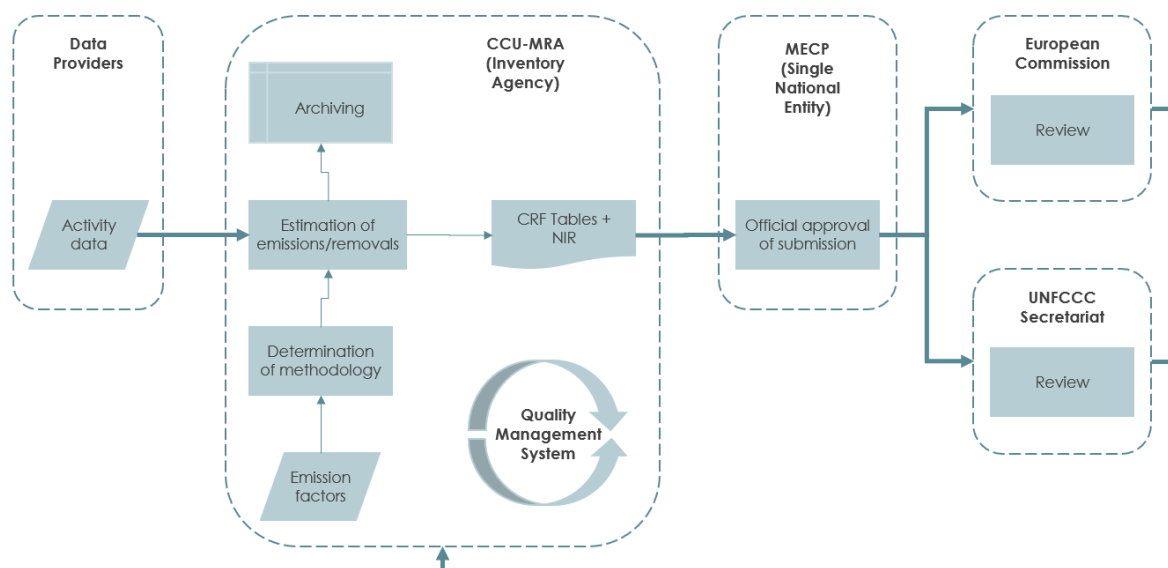 Data
Providers
Activity
data
CCU-MRA
(Inventory
Agency)
Archiving
Estimation of
emissions/removals
CRF Tables +
NIR
Determination
of methodology
Emission
factors
Quality
Management
System
MECP
(Single
National
Entity)
Official approval
of submission
European
Commission
Review
UNFCCC
Secretariat
Review